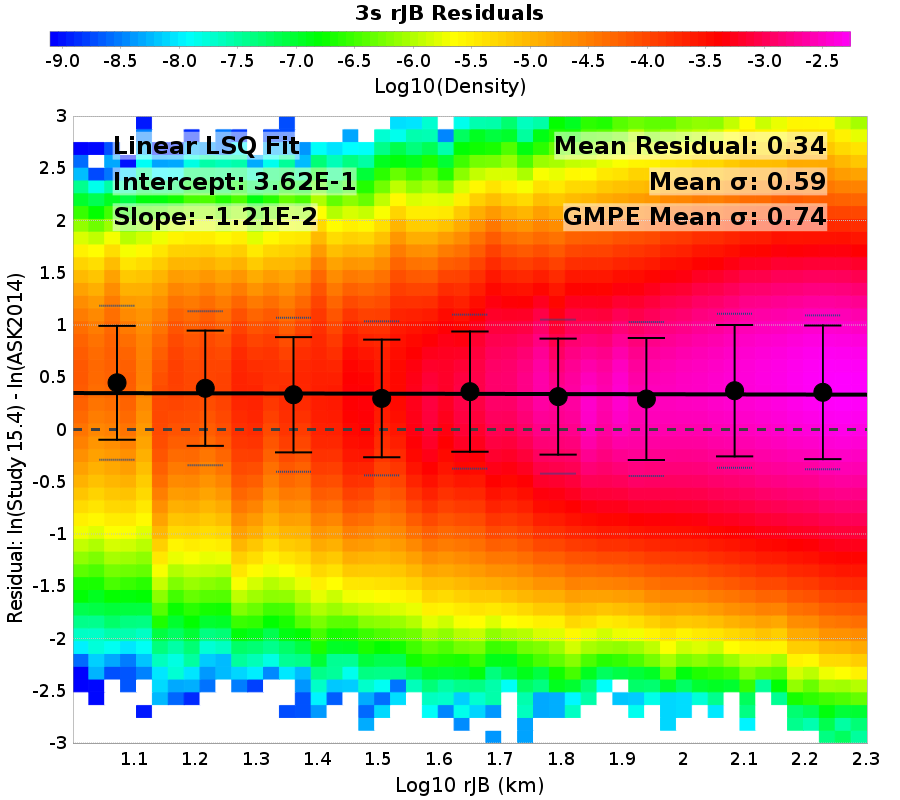 3s rJB Residuals
-9.0 -8.5 -8.0 -7.5 -7.0 -6.5 -6.0 -5.5 -5.0 -4.5 -4.0 -3.5 -3.0 -2.5
Log10(Density)
Linear LSQ Fit
Intercept: 3.62E-1
Slope: -1.21E-2
Mean Residual: 0.34
Mean σ: 0.59
GMPE Mean σ: 0.74
Residual: ln(Study 15.4) - ln(ASK2014)
3
2.5
2
1.5
1
0.5
0
-0.5
-1
-1.5
-2
-2.5
-3
1.1 1.2 1.3 1.4 1.5 1.6 1.7 1.8 1.9 2 2.1 2.2 2.3
Log10 rJB (km)